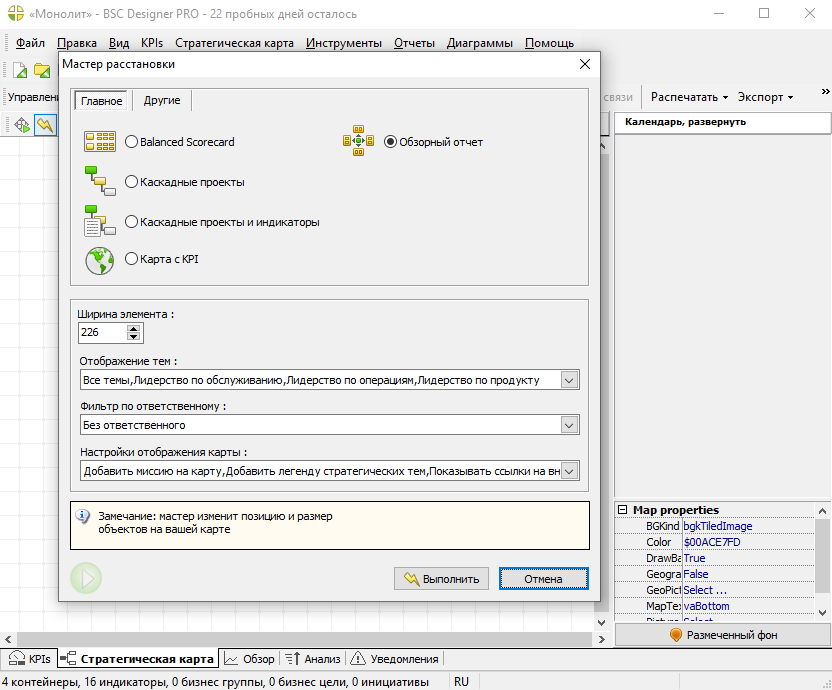 «Монолит» - BSC Designer PRO - 22 пробных дней осталось
Файл Правка Вид KPIs Стратегическая карта Инструменты Отчеты Диаграммы Помощь
Мастер расстановки
Управлени
связи Распечатать Экспорт
Главное Другие
Календарь, развернуть
Balanced Scorecard
Обзорный отчет
Каскадные проекты
Каскадные проекты и индикаторы
Карта с KPI
Ширина элемента :
226
Отображение тем :
Все темы,Лидерство по обслуживанию,Лидерство по операциям,Лидерство по продукту
Фильтр по ответственному :
Без ответственного
Настройки отображения карты :
Добавить миссию на карту,Добавить легенду стратегических тем,Показывать ссылки на вн
Замечание: мастер изменит позицию и размер
объектов на вашей карте
Выполнить Отмена
Map properties
BGKind bgkTiledImage
Color $00ACE7FD
DrawBa True
Geogra False
GeoPict Select ...
MapTex vaBottom
Размеченный фон
KPIs Стратегическая карта Обзор Анализ Уведомления
4 контейнеры, 16 индикаторы, 0 бизнес группы, 0 бизнес цели, 0 инициативы RU